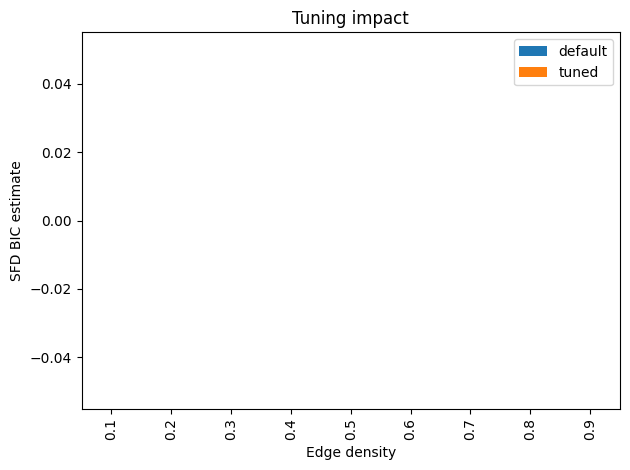 Tuning impact
default
tuned
SFD BIC estimate
0.04
0.02
0.00
−0.02
−0.04
0.1
0.2
0.3
0.4
0.5
0.6
0.7
0.8
0.9
Edge density